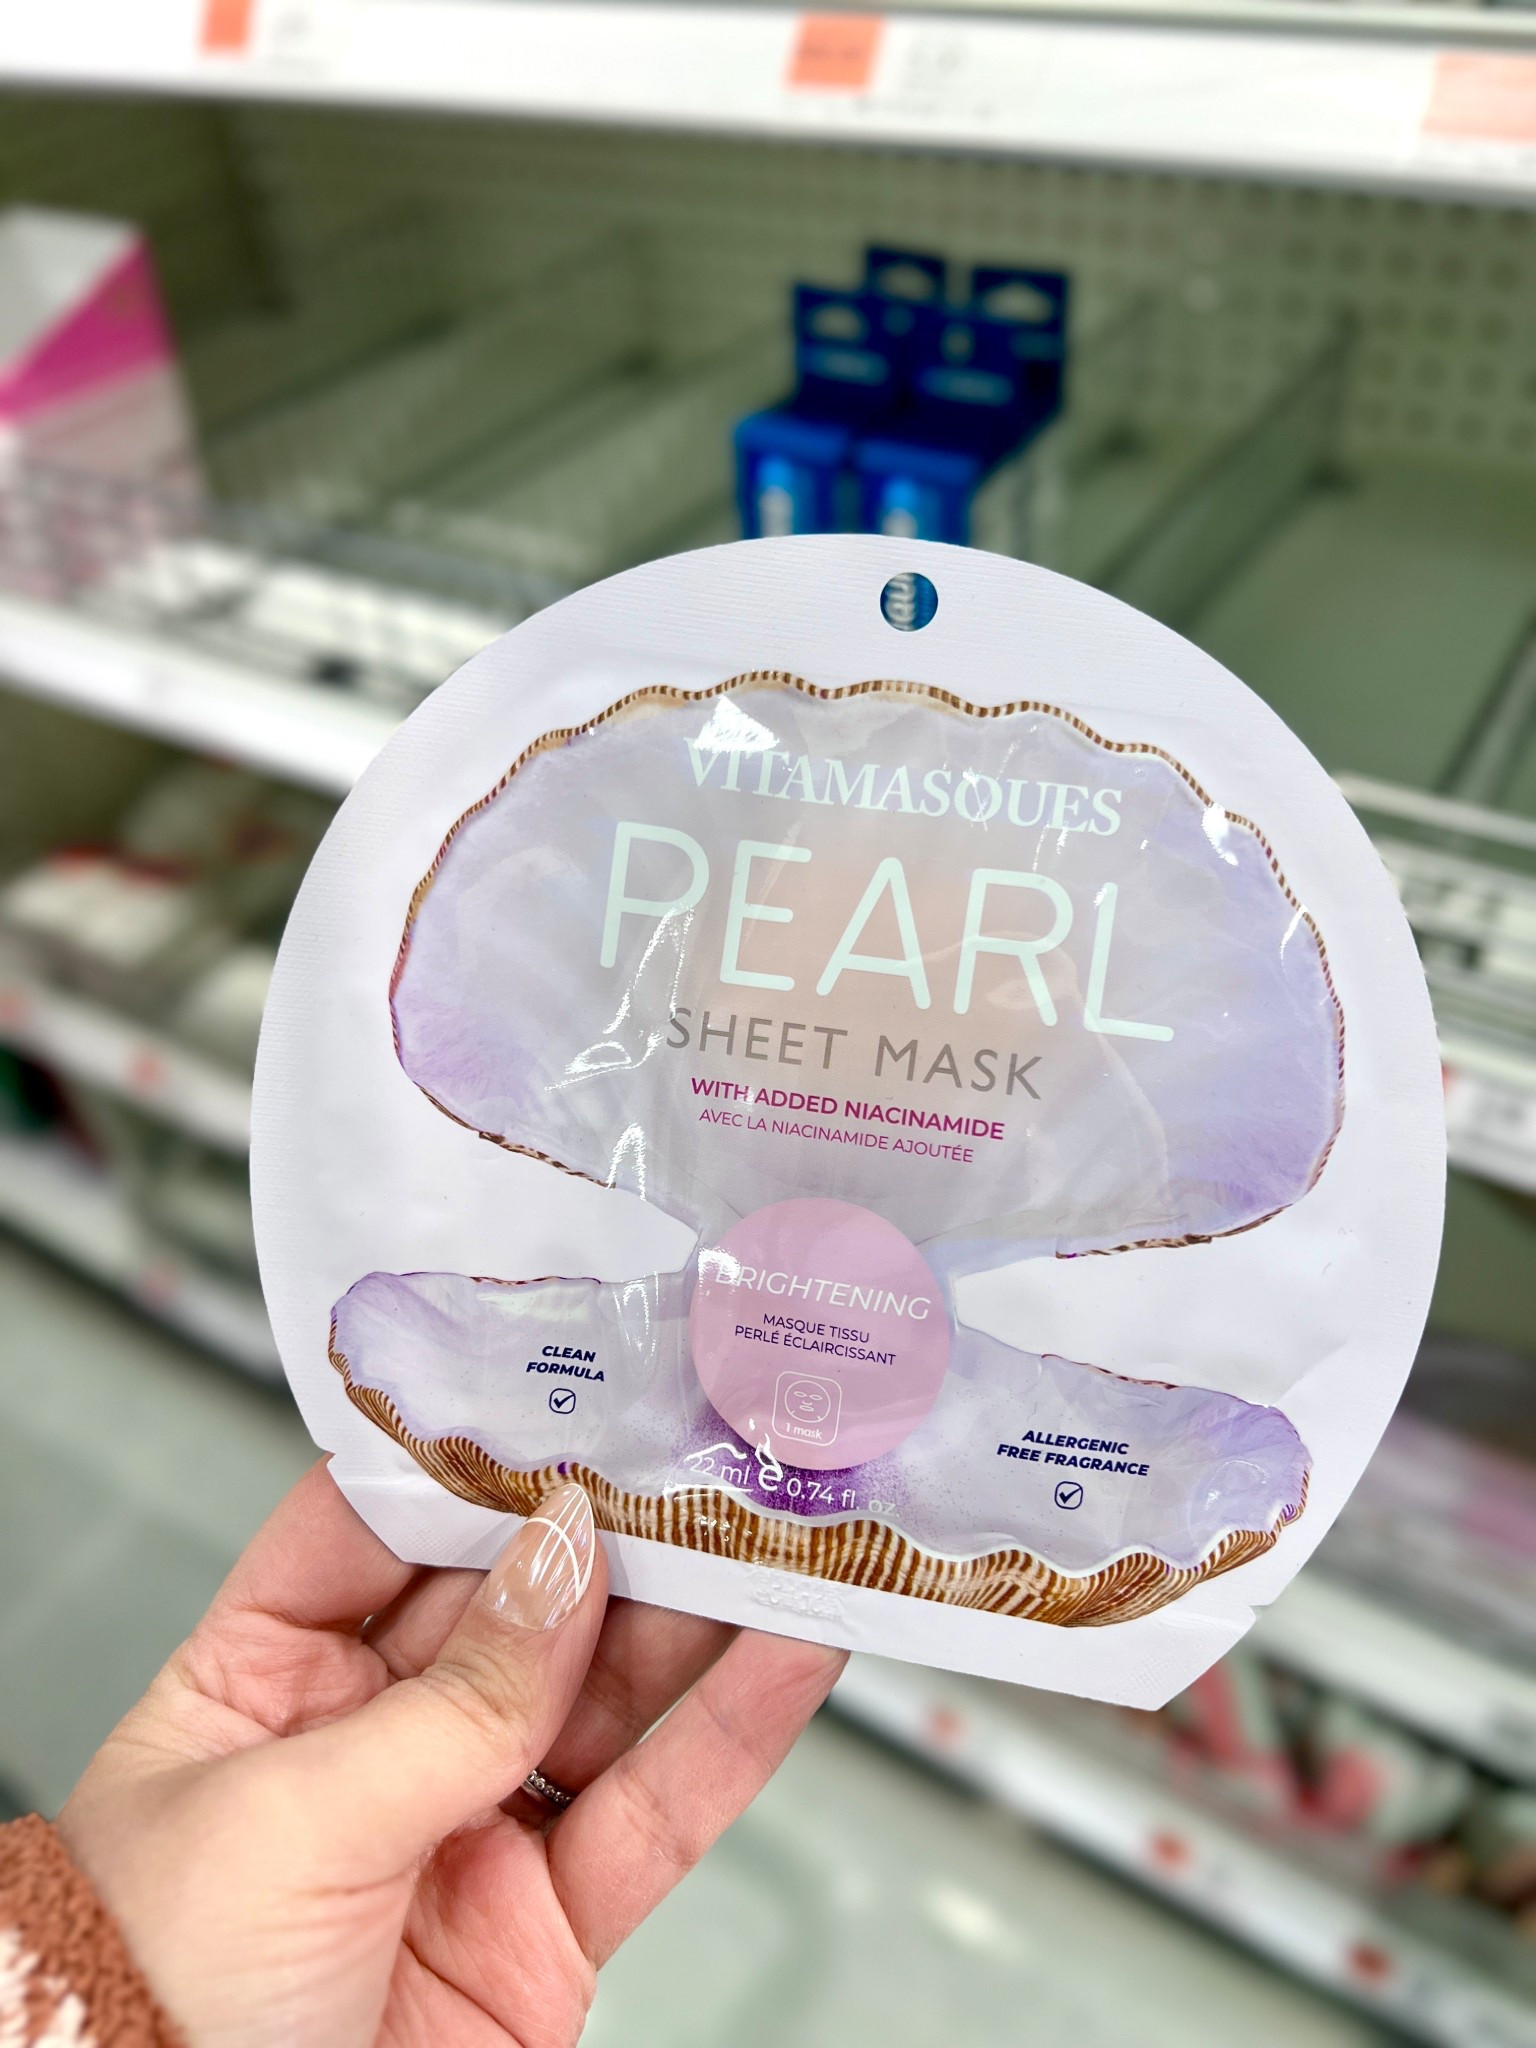 VITAMASQUES
PEARL
SHEET MASK
WITH ADDED NIACINAMIDE
AVEC LA NIACINAMIDE AJOUTÉE
BRIGHTENING
MASQUE TISSU
PERLÉ ÉCLAIRCISSANT
1 mask
CLEAN
FORMULA
ALLERGENIC
FREE FRAGRANCE
22 ml e 0.74 fl. oz.